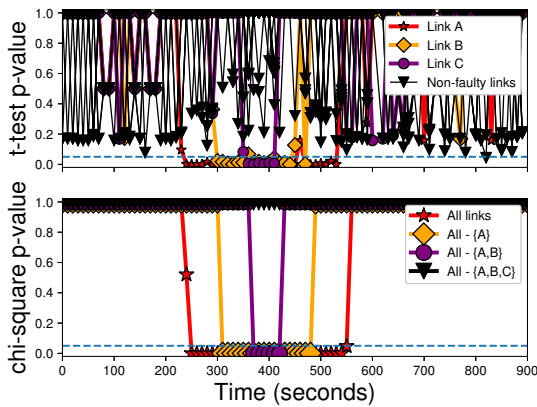 1.0
0.8
0.6
0.4
0.2
0.0
t-test p-value
Link A
Link B
Link C
Non-faulty links
1.0
0.8
0.6
0.4
0.2
0.0
chi-square p-value
All links
All - {A}
All - {A,B}
All - {A,B,C}
0 100 200 300 400 500 600 700 800 900
Time (seconds)